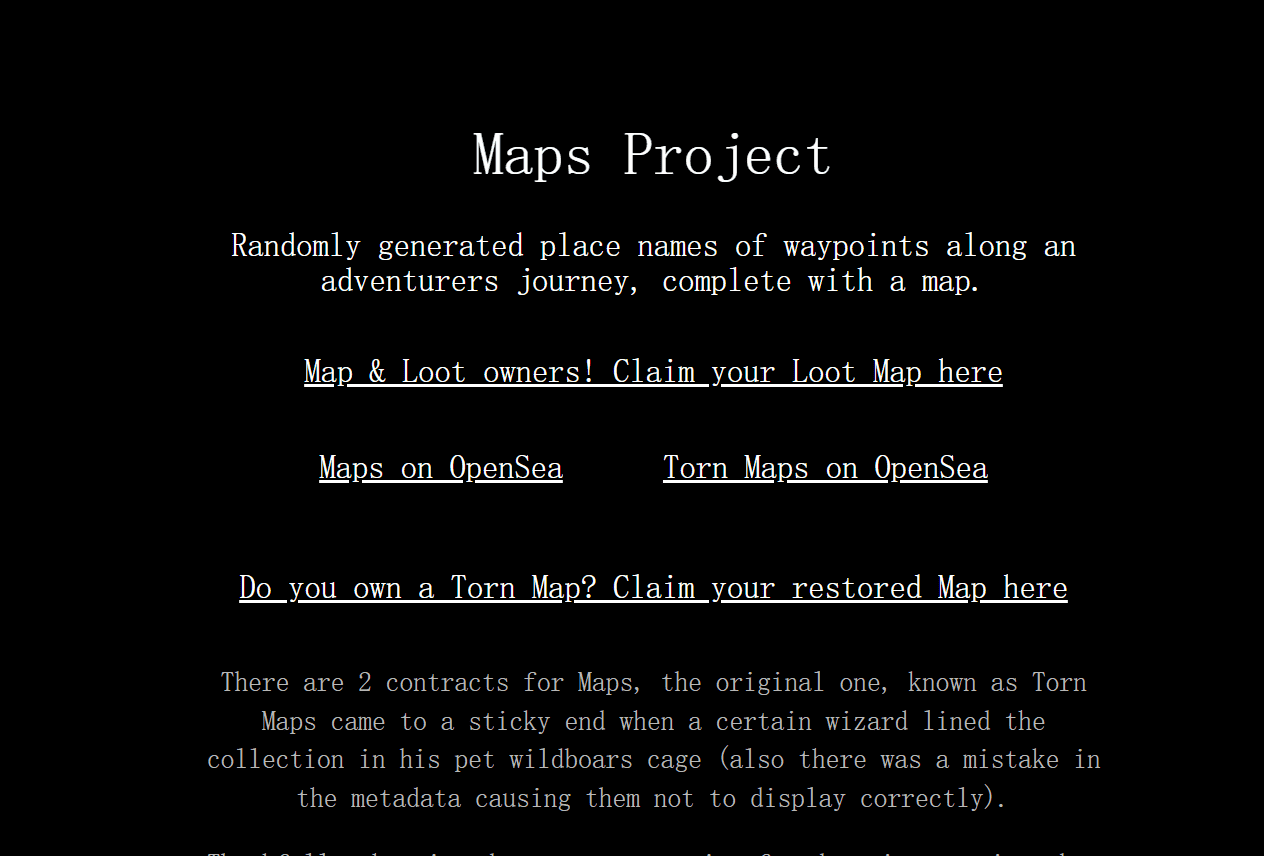 Maps Project
Randomly generated place names of waypoints along an
adventurers journey, complete with a map.
Map & Loot owners! Claim your Loot Map here
Maps on OpenSea
Torn Maps on OpenSea
Do you own a Torn Map? Claim your restored Map here
There are 2 contracts for Maps, the original one, known as Torn
Maps came to a sticky end when a certain wizard lined the
collection in his pet wildboars cage (also there was a mistake in
the metadata causing them not to display correctly).